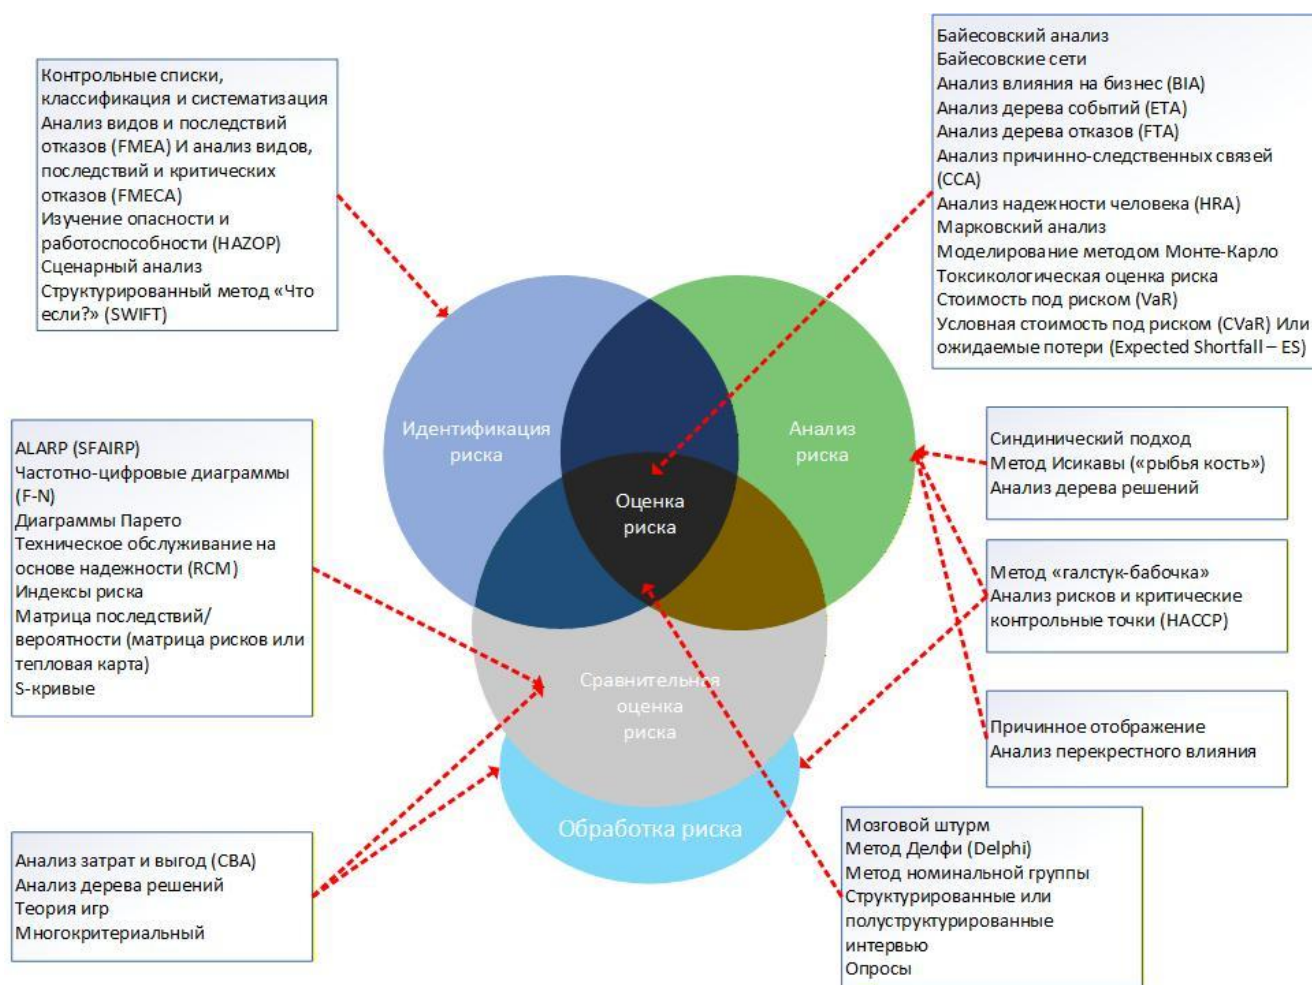 Контрольные списки,
классификация и систематизация
Анализ видов и последствий
отказов (FMEA) И анализ видов,
последствий и критических
отказов (FMECA)
Изучение опасности и
работоспособности (HAZOP)
Сценарный анализ
Структурированный метод «Что
если?» (SWIFT)
Байесовский анализ
Байесовские сети
Анализ влияния на бизнес (BIA)
Анализ дерева событий (ETA)
Анализ дерева отказов (FTA)
Анализ причинно-следственных связей
(CCA)
Анализ надежности человека (HRA)
Марковский анализ
Моделирование методом Монте-Карло
Токсикологическая оценка риска
Стоимость под риском (VaR)
Условная стоимость под риском (CVaR) Или
ожидаемые потери (Expected Shortfall – ES)
Идентификация
риска
Анализ
риска
Оценка
риска
Сравнительная
оценка
риска
Обработка риска
ALARP (SFAIRP)
Частотно-цифровые диаграммы
(F-N)
Диаграммы Парето
Техническое обслуживание на
основе надежности (RCM)
Индексы риска
Матрица последствий/
вероятности (матрица рисков или
тепловая карта)
S-кривые
Синдинический подход
Метод Исикавы («рыбья кость»)
Анализ дерева решений
Метод «галстук-бабочка»
Анализ рисков и критические
контрольные точки (HACCP)
Причинное отображение
Анализ перекрестного влияния
Анализ затрат и выгод (CBA)
Анализ дерева решений
Теория игр
Многокритериальный
Мозговой штурм
Метод Делфи (Delphi)
Метод номинальной группы
Структурированные или
полуструктурированные
интервью
Опросы